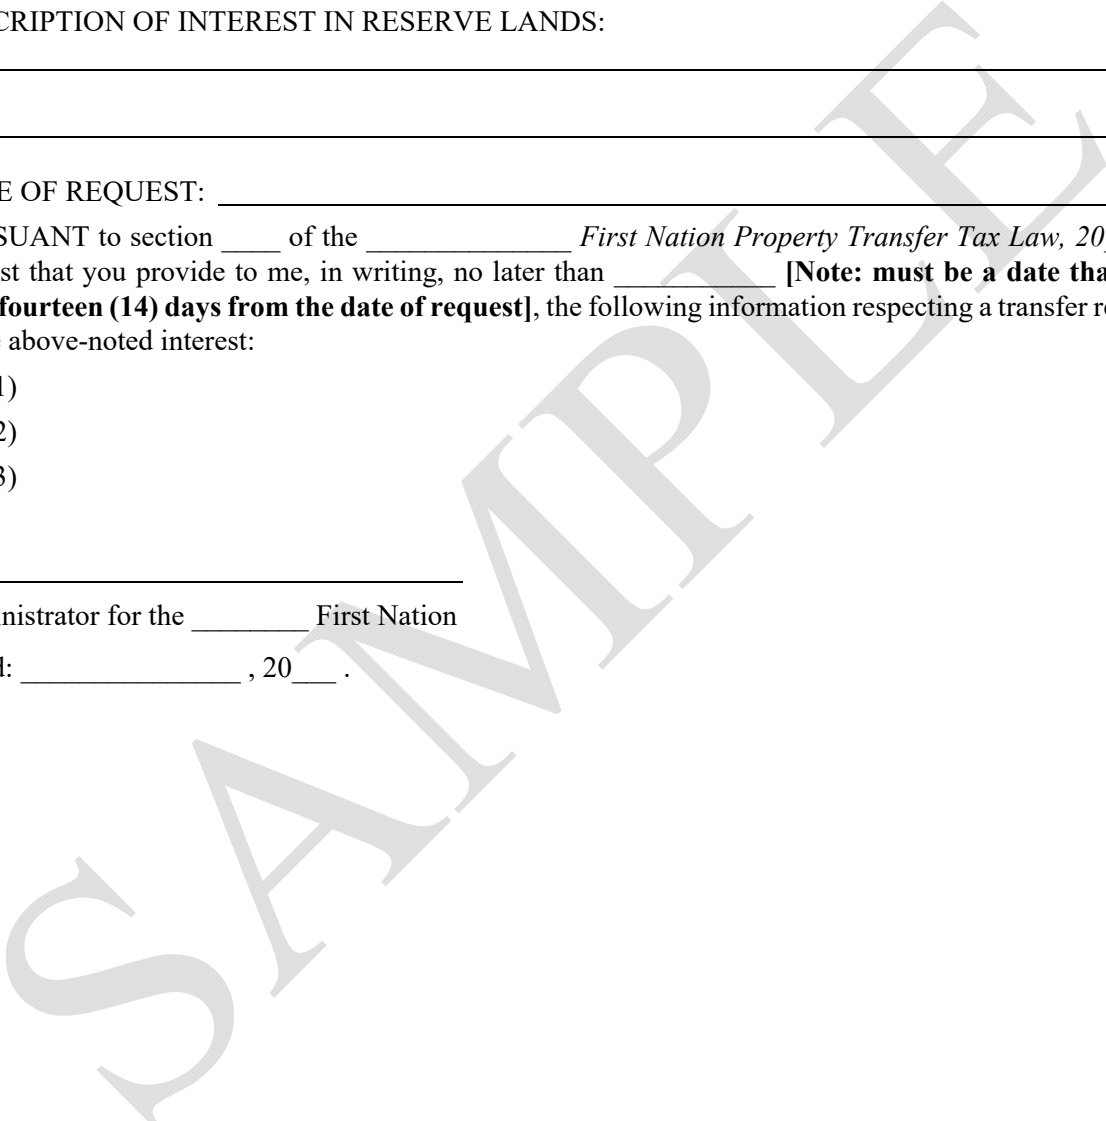 CRIPTION OF INTEREST IN RESERVE LANDS:
E OF REQUEST: ____
SUANT to section ____ of the ______________ First Nation Property Transfer Tax Law, 20
st that you provide to me, in writing, no later than ___________ [Note: must be a date tha
fourteen (14) days from the date of request], the following information respecting a transfer r
above-noted interest:
1)
2)
3)
nistrator for the ________ First Nation
d: _______________ , 20___ .
SAMPLE